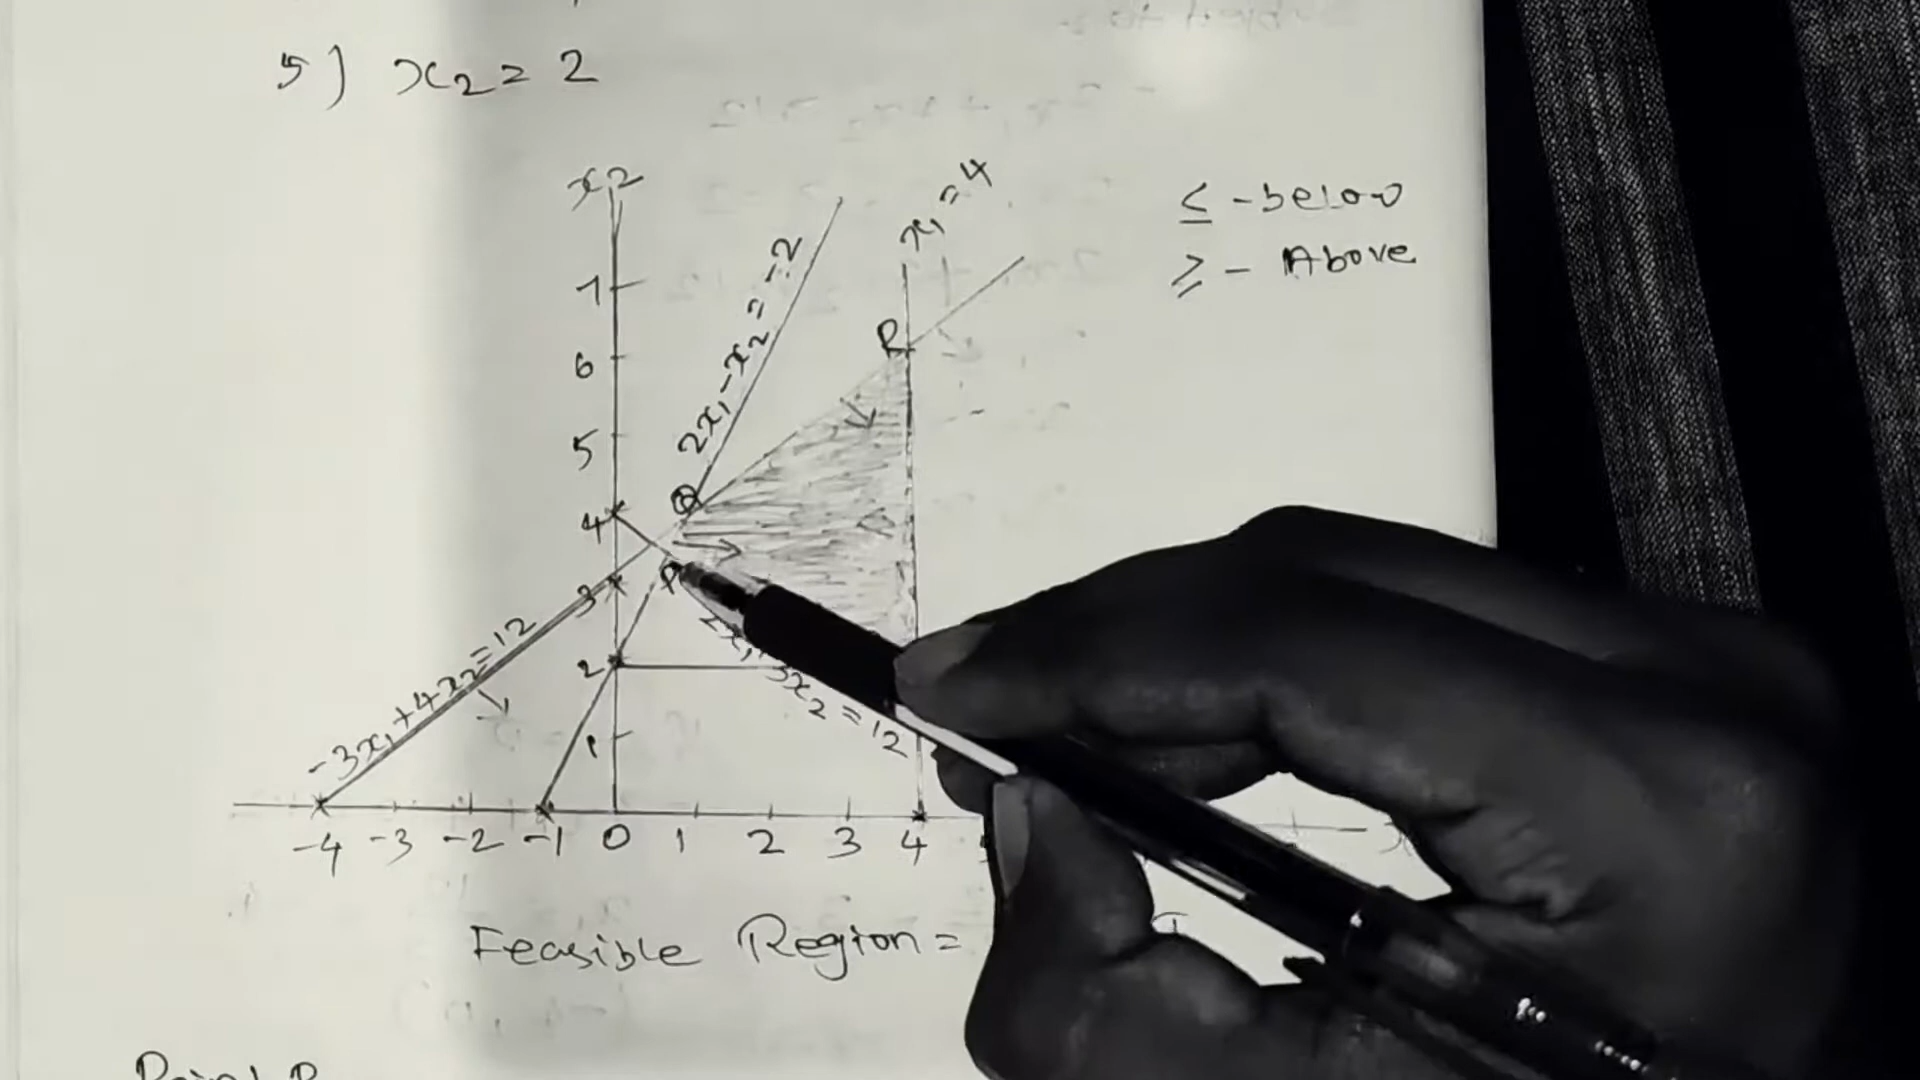 5) x2 = 2
x2
x1 = 4
≤ - below
≥ - Above
2x1 - x2 = -2
7
6
5
4
3
2
1
R
Q
P
-3x1 + 4x2 = 12
3x2 = 12
-4 -3 -2 -1 0 1 2 3 4
Feasible Region =